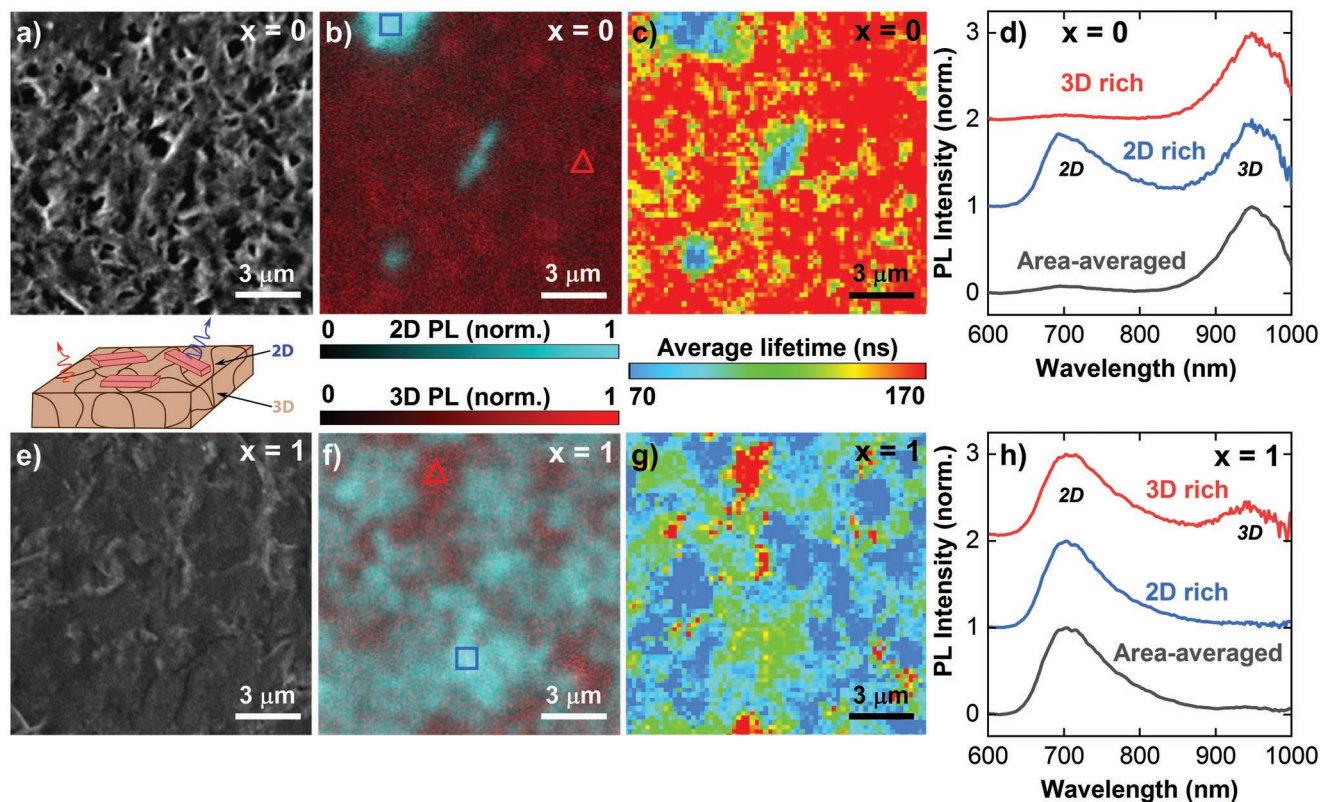 a) x = 0
3 μm
b) x = 0
3 μm
c) x = 0
3 μm
d) x = 0
3D rich
2D rich
2D
3D
Area-averaged
PL Intensity (norm.)
3
2
1
0
600 700 800 900 1000
Wavelength (nm)
2D
3D
0 2D PL (norm.) 1
0 3D PL (norm.) 1
Average lifetime (ns)
70 170
e) x = 1
3 μm
f) x = 1
3 μm
g) x = 1
3 μm
h) x = 1
3D rich
2D
3D
2D rich
Area-averaged
PL Intensity (norm.)
3
2
1
0
600 700 800 900 1000
Wavelength (nm)